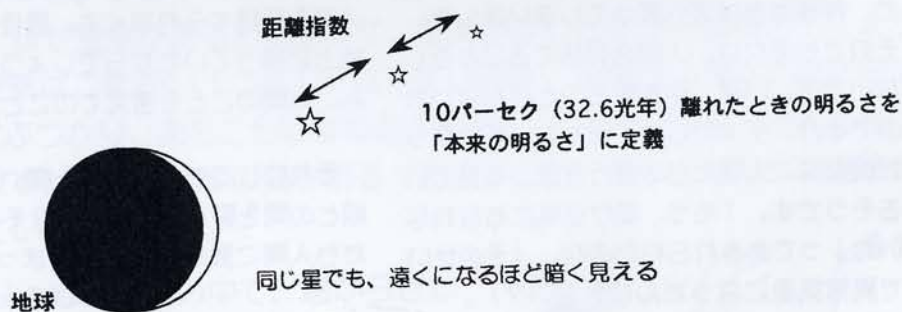 距離指数
10パーセク（32.6光年）離れたときの明るさを
「本来の明るさ」に定義
同じ星でも、遠くになるほど暗く見える
地球